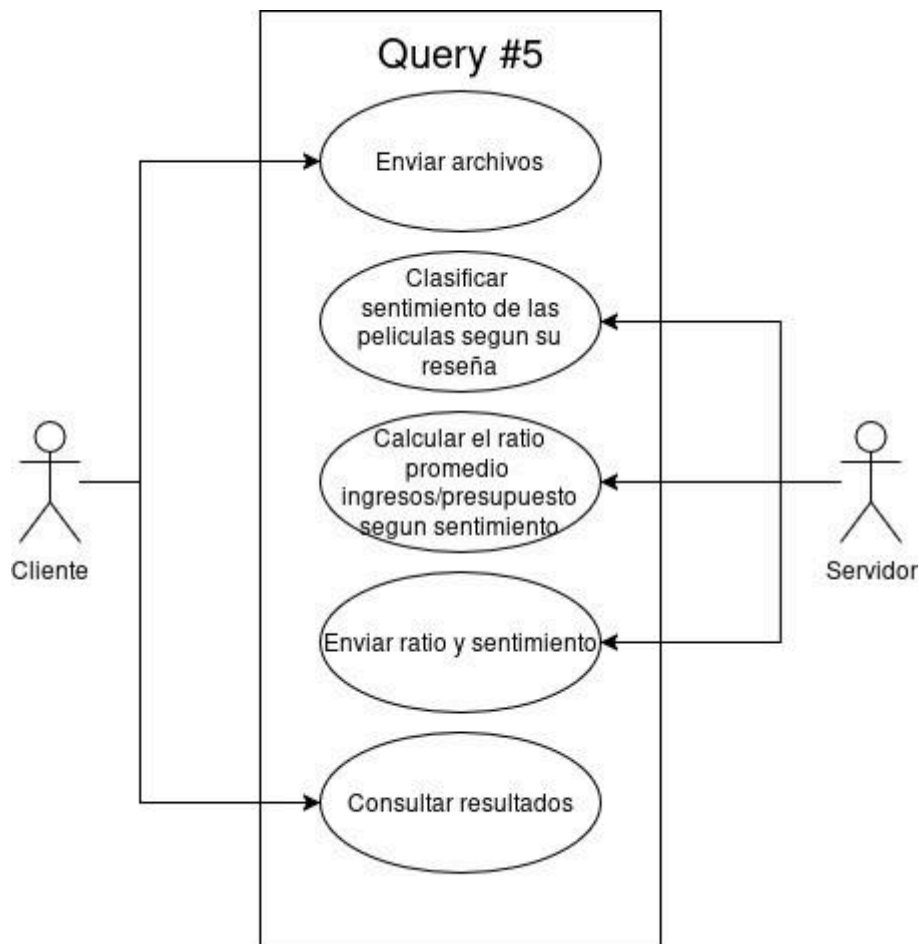 Query #5
Enviar archivos
Clasificar
sentimiento de las
peliculas segun su
reseña
Calcular el ratio
promedio
ingresos/presupuesto
segun sentimiento
Cliente
Servidor
Enviar ratio y sentimiento
Consultar resultados